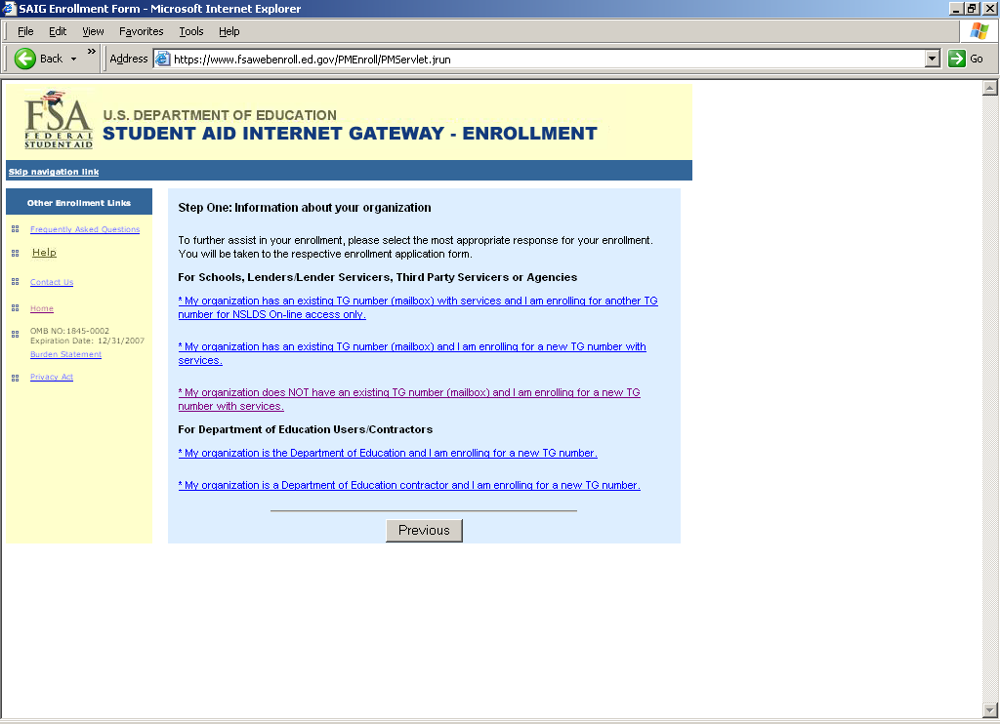 SAIG Enrollment Form - Microsoft Internet Explorer
File Edit View Favorites Tools Help
Back » Address https://www.fsawebenroll.ed.gov/PMEnroll/PMServlet.jrun Go
FSA
FEDERAL
STUDENT AID
U.S. DEPARTMENT OF EDUCATION
STUDENT AID INTERNET GATEWAY - ENROLLMENT
Skip navigation link
Other Enrollment Links
Frequently Asked Questions
Help
Contact Us
Home
OMB NO:1845-0002
Expiration Date: 12/31/2007
Burden Statement
Privacy Act
Step One: Information about your organization
To further assist in your enrollment, please select the most appropriate response for your enrollment.
You will be taken to the respective enrollment application form.
For Schools, Lenders/Lender Servicers, Third Party Servicers or Agencies
* My organization has an existing TG number (mailbox) with services and I am enrolling for another TG
number for NSLDS On-line access only.
* My organization has an existing TG number (mailbox) and I am enrolling for a new TG number with
services.
* My organization does NOT have an existing TG number (mailbox) and I am enrolling for a new TG
number with services.
For Department of Education Users/Contractors
* My organization is the Department of Education and I am enrolling for a new TG number.
* My organization is a Department of Education contractor and I am enrolling for a new TG number.
Previous